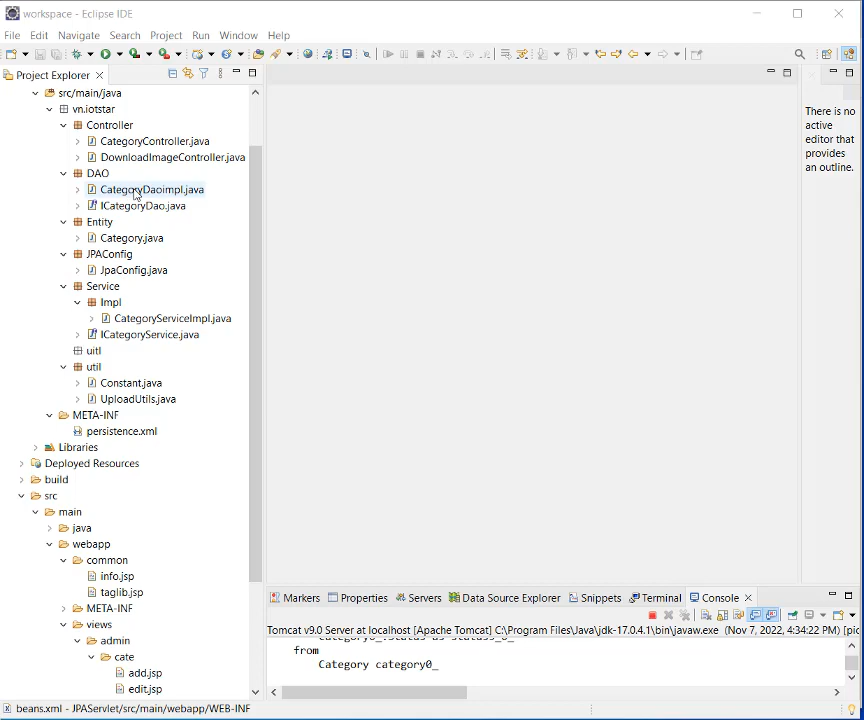 workspace - Eclipse IDE
File Edit Navigate Search Project Run Window Help
Project Explorer
src/main/java
vn.iotstar
Controller
CategoryController.java
DownloadImageController.java
DAO
CategoryDaoimpl.java
ICategoryDao.java
Entity
Category.java
JPAConfig
JpaConfig.java
Service
Impl
CategoryServiceImpl.java
ICategoryService.java
uitl
util
Constant.java
UploadUtils.java
META-INF
persistence.xml
Libraries
Deployed Resources
build
src
main
java
webapp
common
info.jsp
taglib.jsp
META-INF
views
admin
cate
add.jsp
edit.jsp
There is no
active
editor that
provides
an outline.
Markers Properties Servers Data Source Explorer Snippets Terminal Console
Tomcat v9.0 Server at localhost [Apache Tomcat] C:\Program Files\Java\jdk-17.0.4.1\bin\javaw.exe (Nov 7, 2022, 4:34:22 PM) [pic
from
Category category0_
beans.xml - JPAServlet/src/main/webapp/WEB-INF